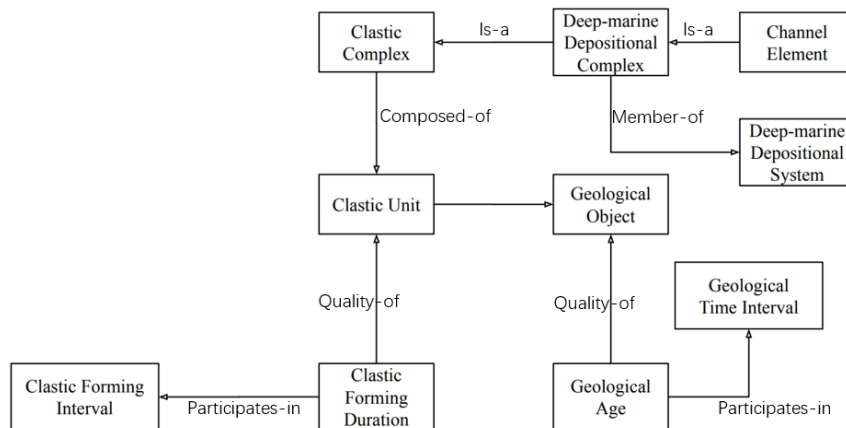 Clastic
Complex
Is-a
Deep-marine
Depositional
Complex
Is-a
Channel
Element
Composed-of
Member-of
Deep-marine
Depositional
System
Clastic Unit
Geological
Object
Quality-of
Quality-of
Geological
Time Interval
Clastic Forming
Interval
Participates-in
Clastic
Forming
Duration
Geological
Age
Participates-in